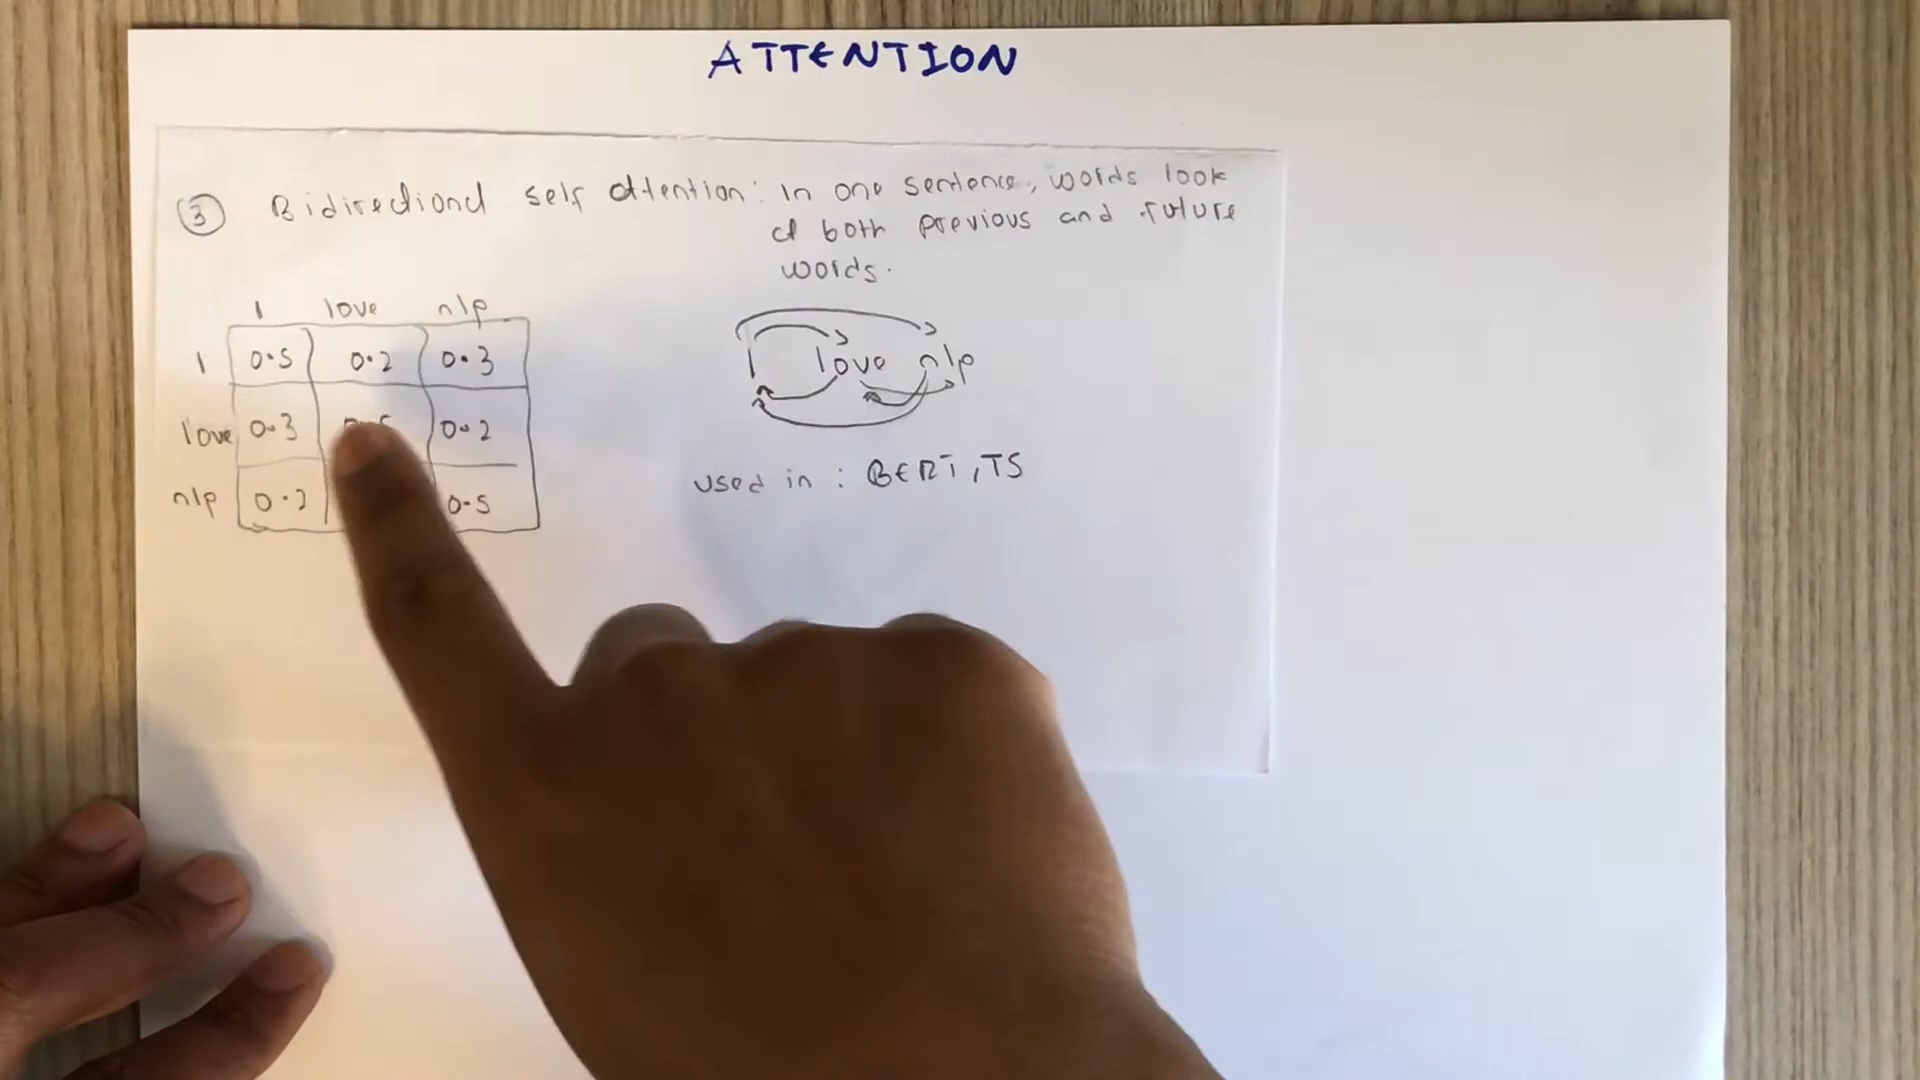 ATTENTION
3 Bidirectional self attention: In one sentence, words look
at both previous and future
words.
I love nlp
I 0.5 0.2 0.3
love 0.3 0.2
nlp 0.2 0.5
I love nlp
used in: BERT, T5